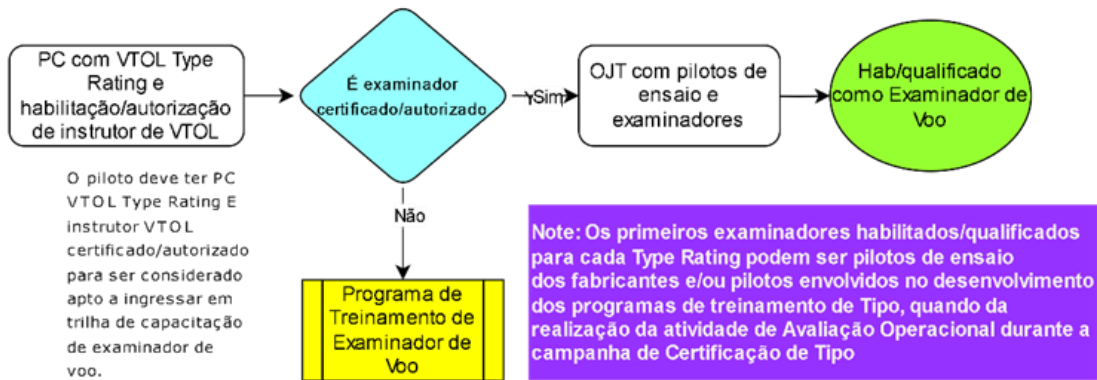 PC com VTOL Type
Rating e
habilitação/autorização
de instrutor de VTOL
É examinador
certificado/autorizado
Sim
OJT com pilotos de
ensaio e
examinadores
Hab/qualificado
como Examinador de
Voo
O piloto deve ter PC
VTOL Type Rating E
instrutor VTOL
certificado/autorizado
para ser considerado
apto a ingressar em
trilha de capacitação
de examinador de
voo.
Não
Programa de
Treinamento de
Examinador de
Voo
Note: Os primeiros examinadores habilitados/qualificados
para cada Type Rating podem ser pilotos de ensaio
dos fabricantes e/ou pilotos envolvidos no desenvolvimento
dos programas de treinamento de Tipo, quando da
realização da atividade de Avaliação Operacional durante a
campanha de Certificação de Tipo